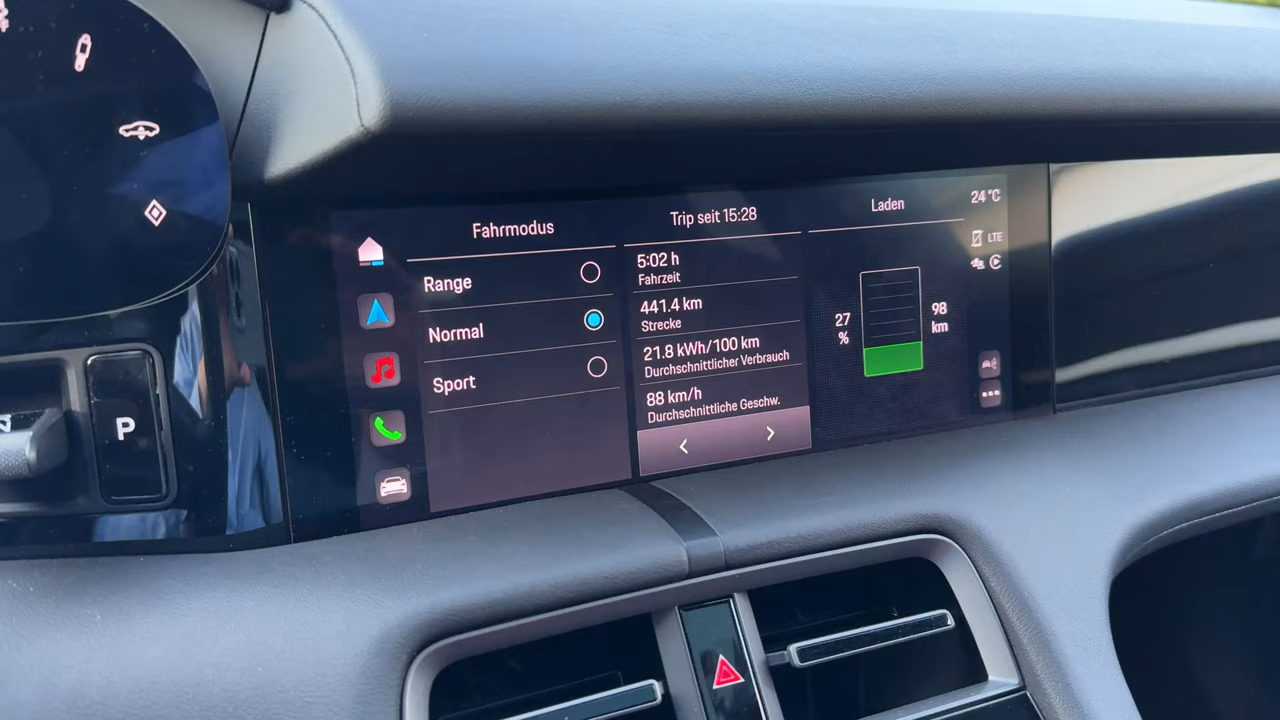 Fahrmodus
Range
Normal
Sport
Trip seit 15:28
5:02 h
Fahrzeit
441.4 km
Strecke
21.8 kWh/100 km
Durchschnittlicher Verbrauch
88 km/h
Durchschnittliche Geschw.
Laden
27
%
98
km
24 °C
LTE
P